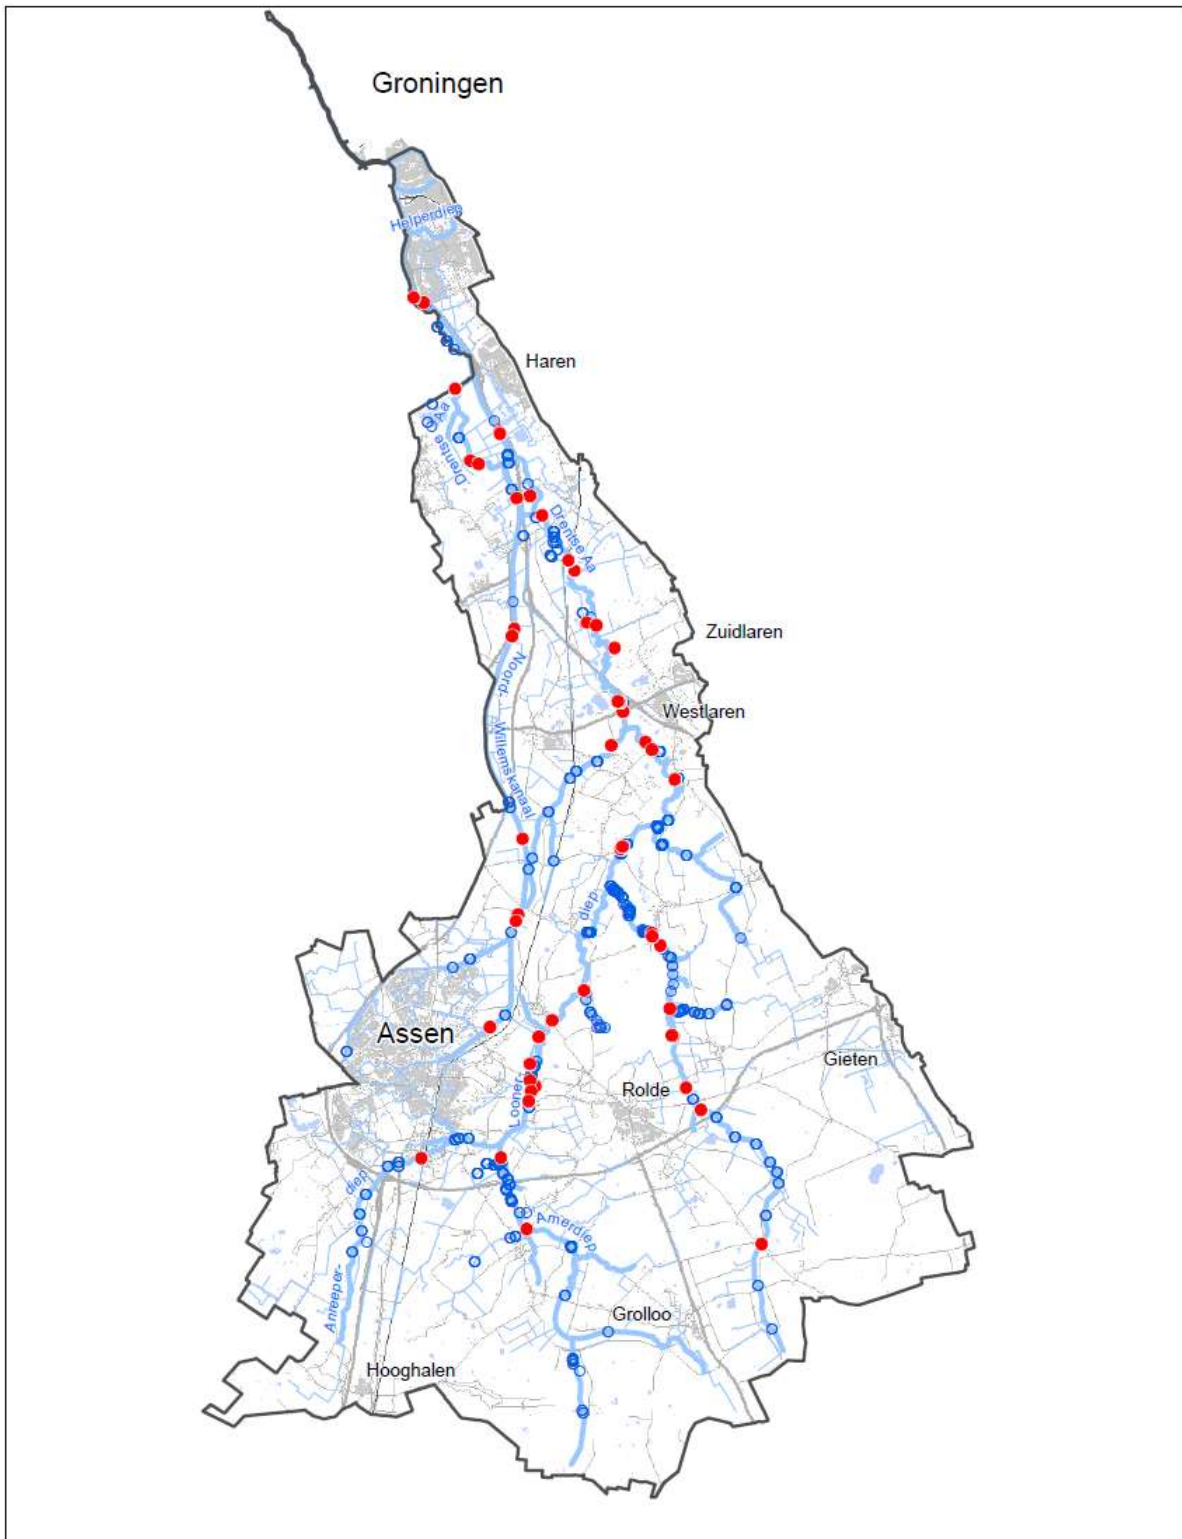 Groningen
Helperdiep
Haren
Drentse Aa
Drentse Aa
Zuidlaren
Noord-
Westlaren
Willemskanaal
diep
Assen
Gieten
Looner-
Rolde
diep
Amerdiep
Anreeper-
Grolloo
Hooghalen